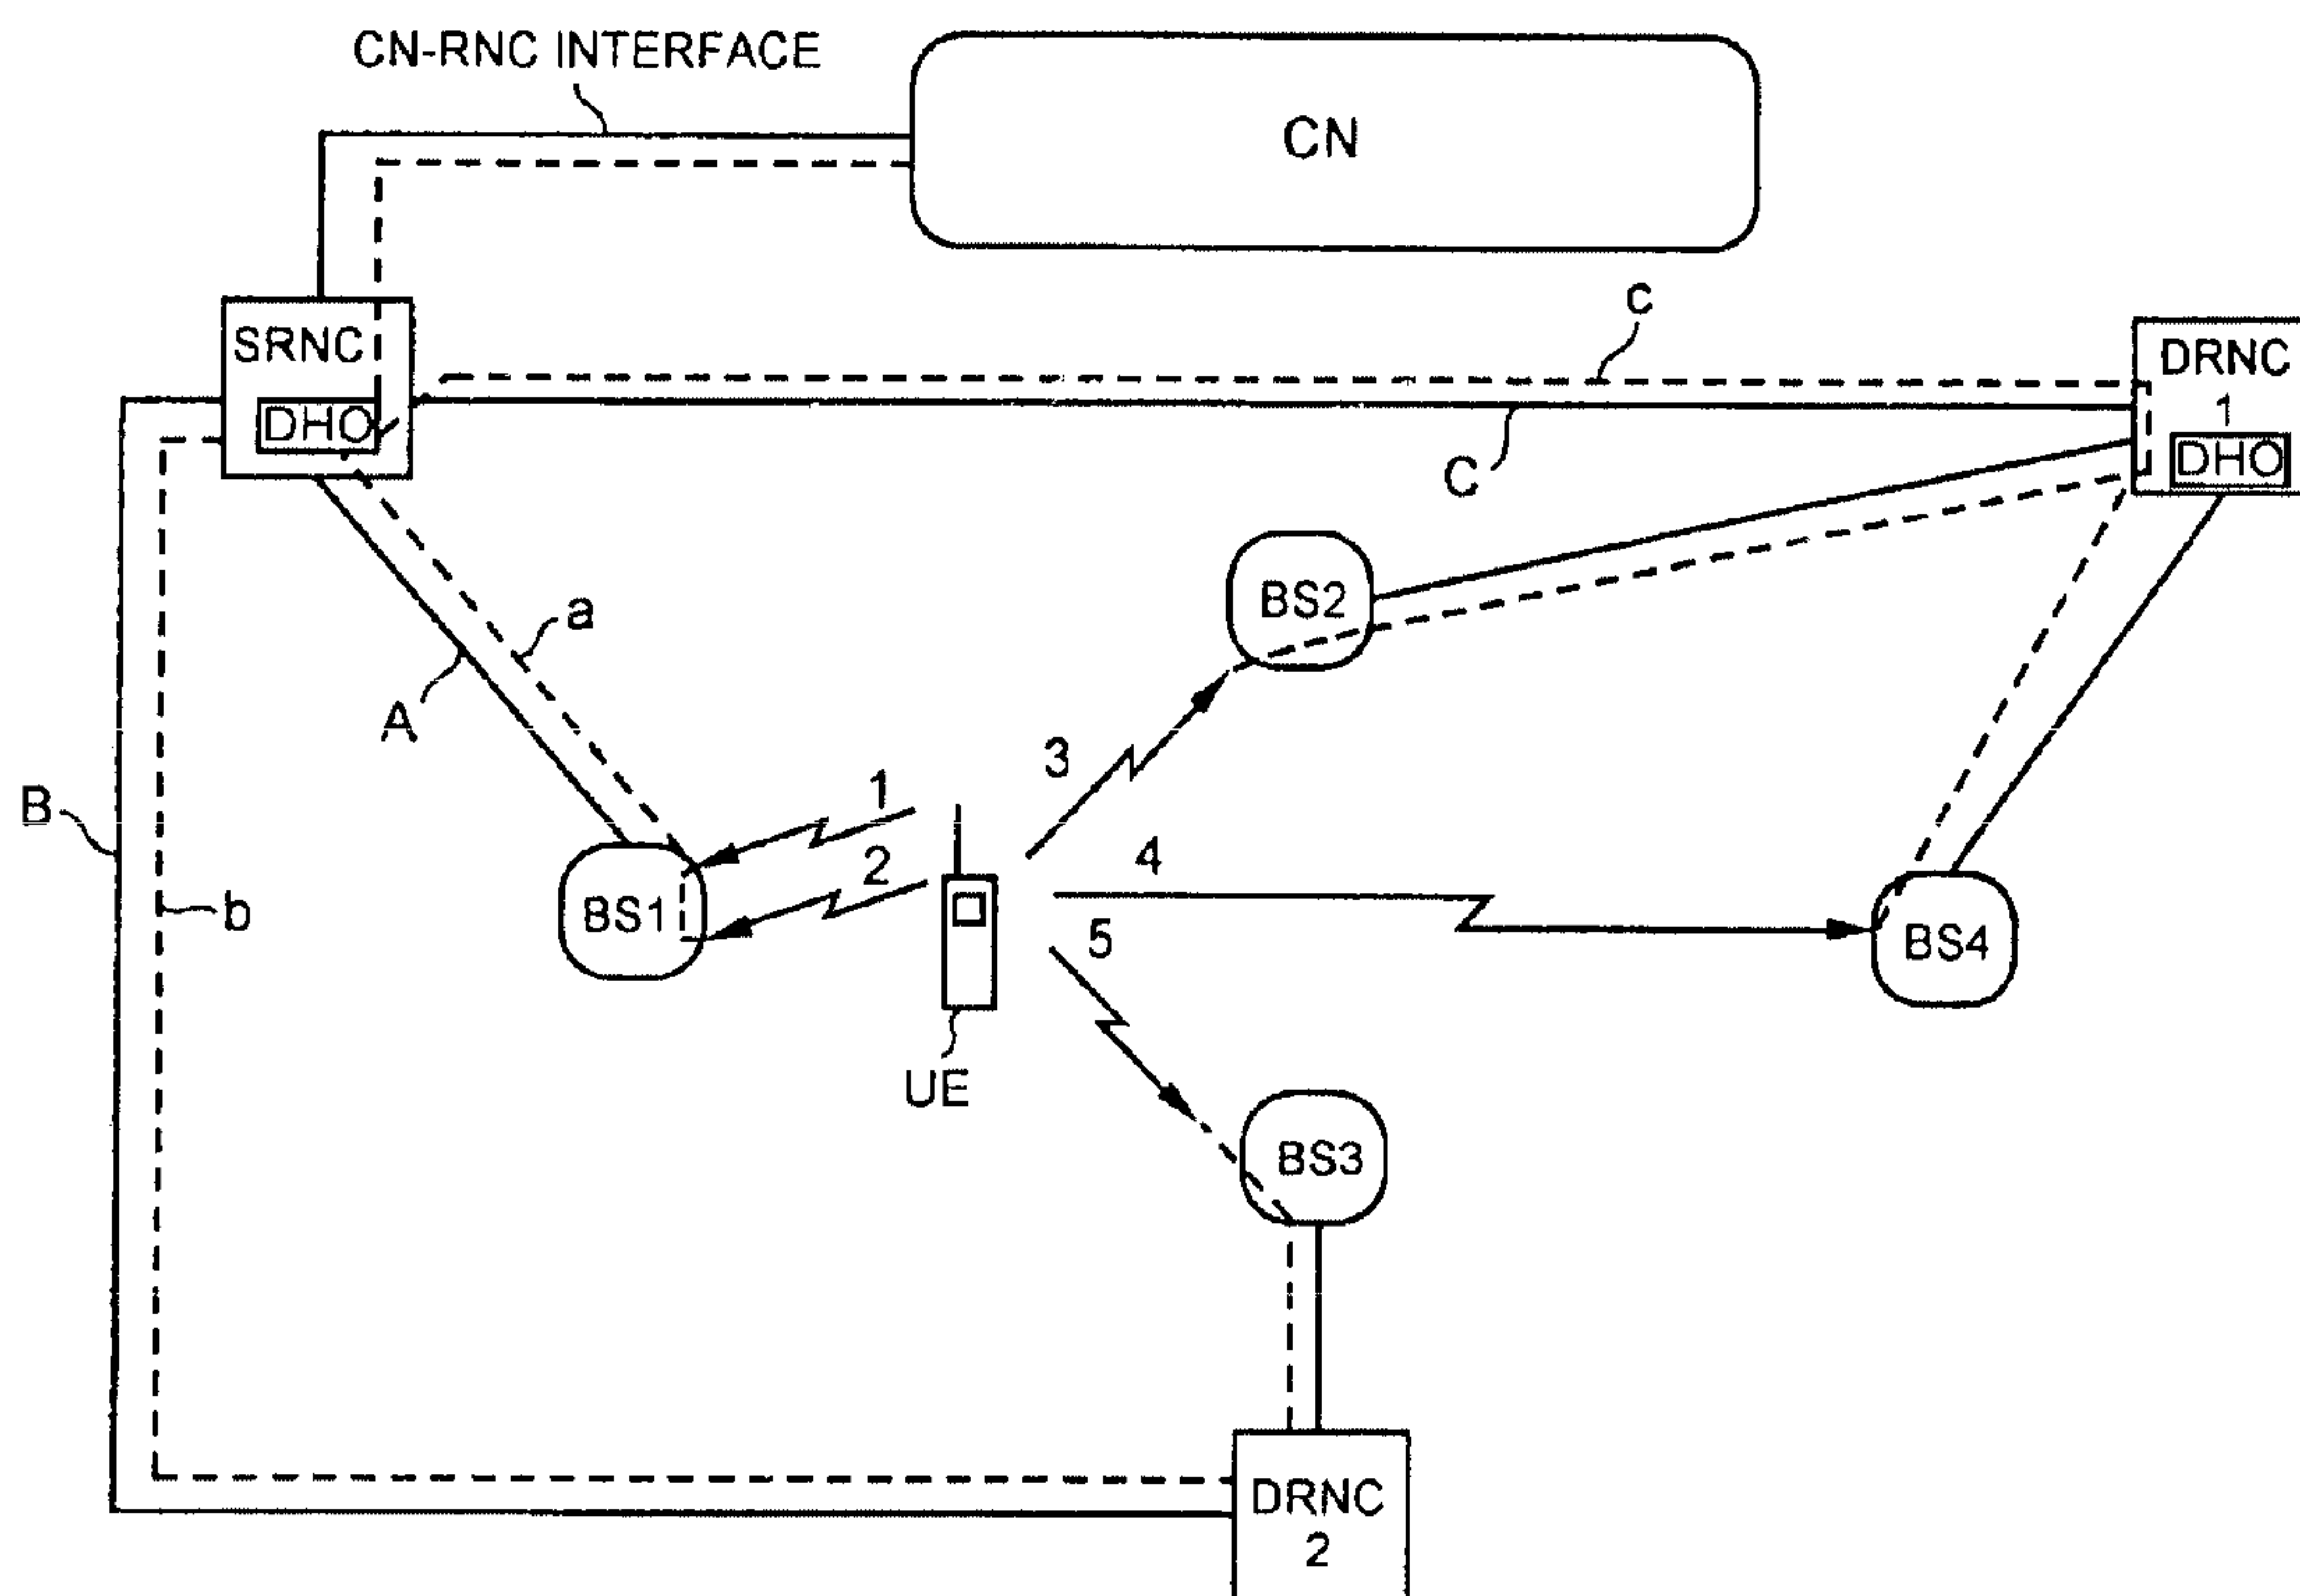 CN-RNC INTERFACE
CN
SRNC
DHO
c
C
DRNC
1
DHO
BS2
a
A
3
B
b
1
2
BS1
4
5
BS4
UE
BS3
DRNC
2